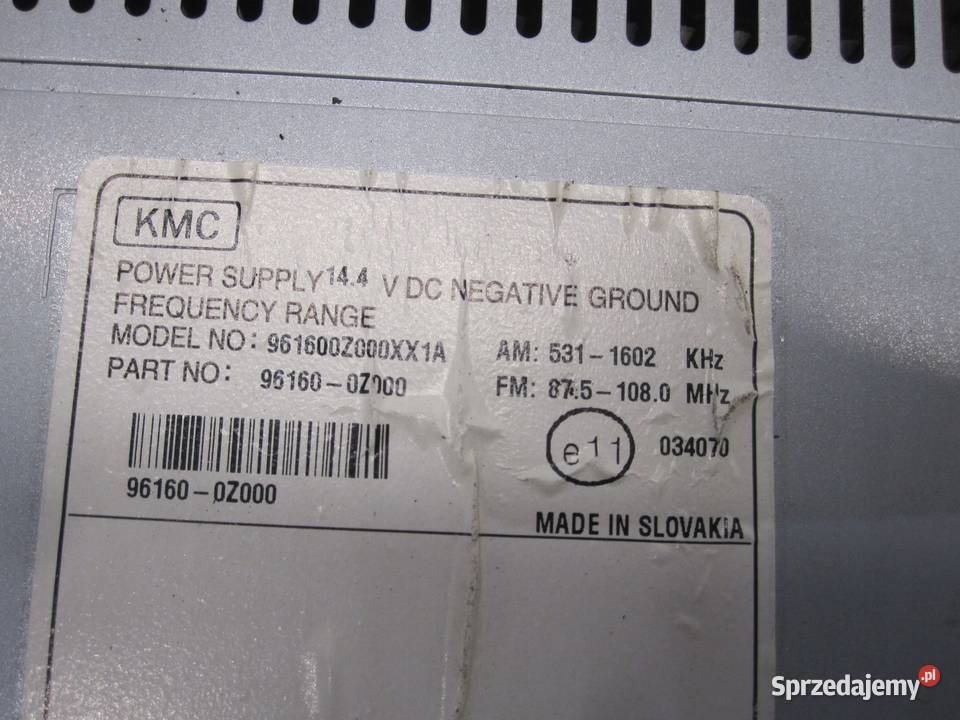 KMC
POWER SUPPLY 14.4 V DC NEGATIVE GROUND
FREQUENCY RANGE
MODEL NO: 961600Z000XX1A AM: 531-1602 KHz
PART NO: 96160-0Z000 FM: 87.5-108.0 MHz
e11 034070
96160-0Z000
MADE IN SLOVAKIA
Sprzedajemy.pl